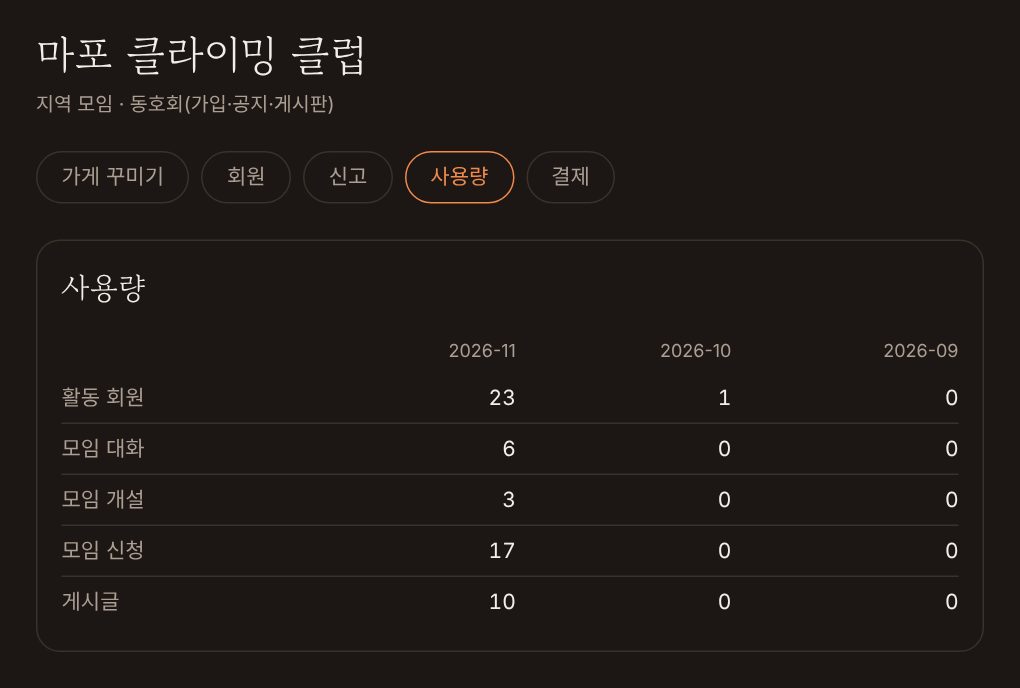 마포 클라이밍 클럽
지역 모임 · 동호회(가입·공지·게시판)
가게 꾸미기 회원 신고 사용량 결제
사용량
2026-11 2026-10 2026-09
활동 회원 23 1 0
모임 대화 6 0 0
모임 개설 3 0 0
모임 신청 17 0 0
게시글 10 0 0